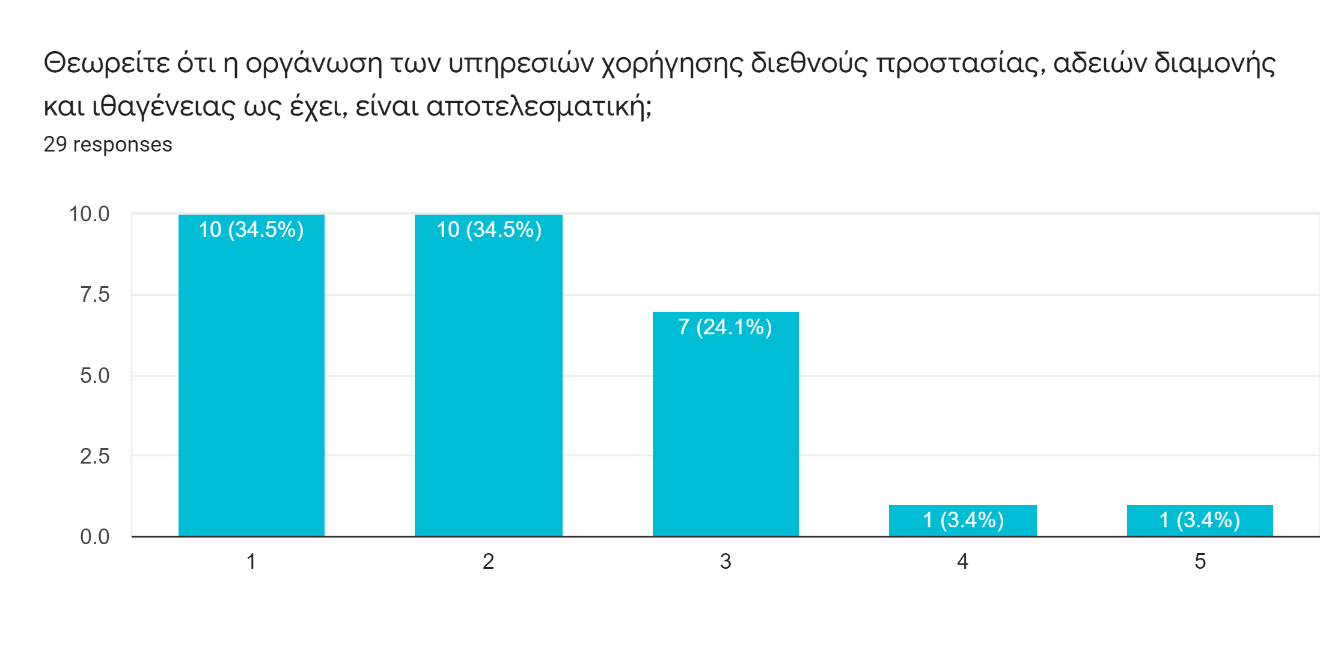 Θεωρείτε ότι η οργάνωση των υπηρεσιών χορήγησης διεθνούς προστασίας, αδειών διαμονής
και ιθαγένειας ως έχει, είναι αποτελεσματική;
29 responses
10.0
7.5
5.0
2.5
0.0
10 (34.5%)
10 (34.5%)
7 (24.1%)
1 (3.4%)
1 (3.4%)
1 2 3 4 5